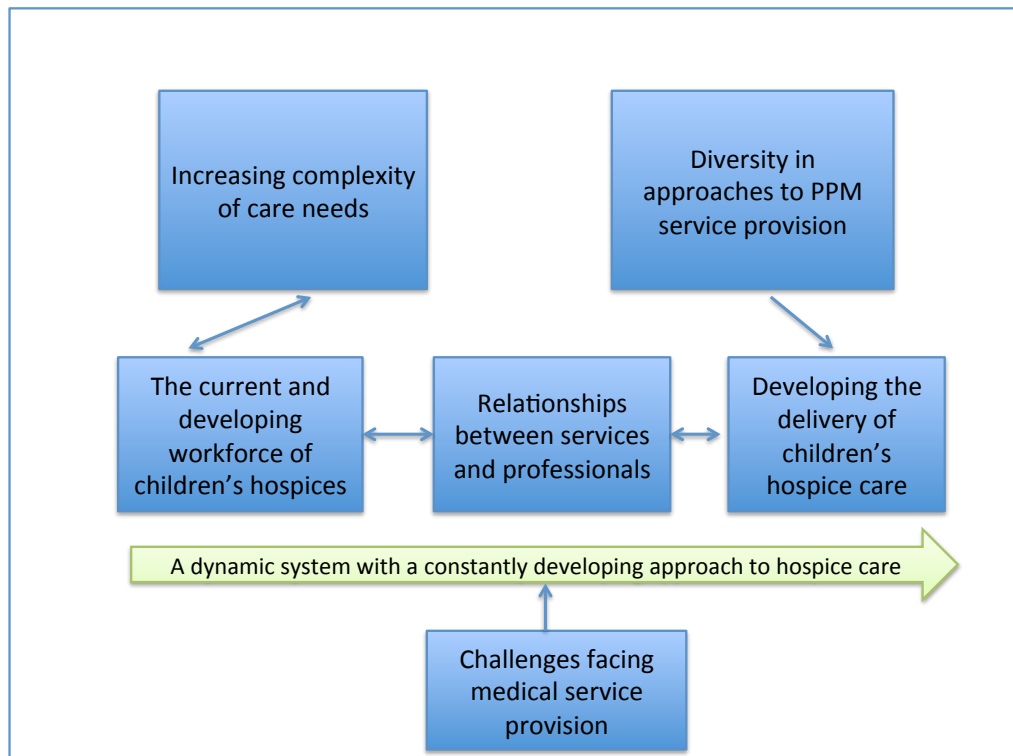 Increasing complexity
of care needs
Diversity in
approaches to PPM
service provision
The current and
developing
workforce of
children’s hospices
Relationships
between services
and professionals
Developing the
delivery of
children’s
hospice care
A dynamic system with a constantly developing approach to hospice care
Challenges facing
medical service
provision